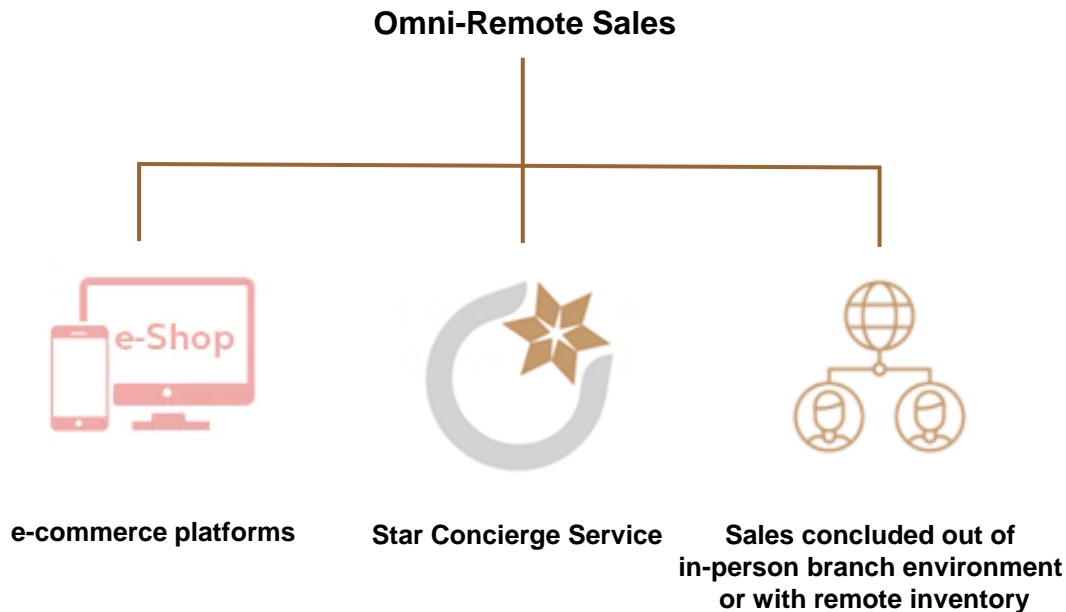 Omni-Remote Sales
e-Shop
e-commerce platforms
Star Concierge Service
Sales concluded out of
in-person branch environment
or with remote inventory